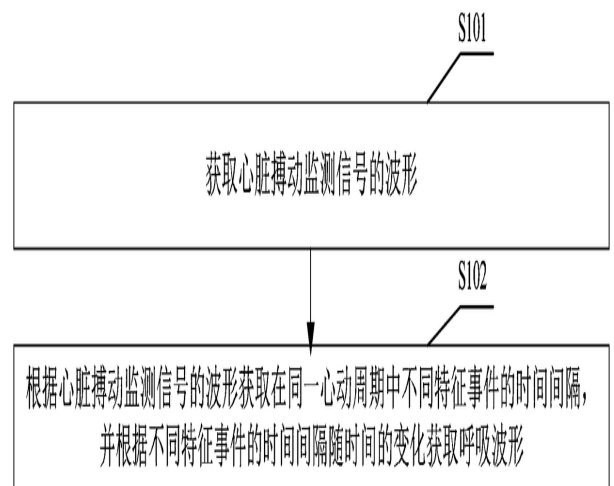 S101
获取心脏搏动监测信号的波形
S102
根据心脏搏动监测信号的波形获取在同一心动周期中不同特征事件的时间间隔，
并根据不同特征事件的时间间隔随时间的变化获取呼吸波形